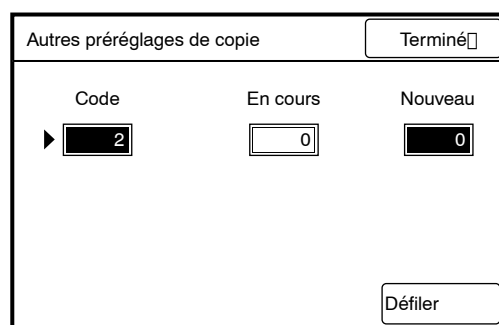 Autres préréglages de copie Terminé▯
Code En cours Nouveau
2 0 0
Défiler